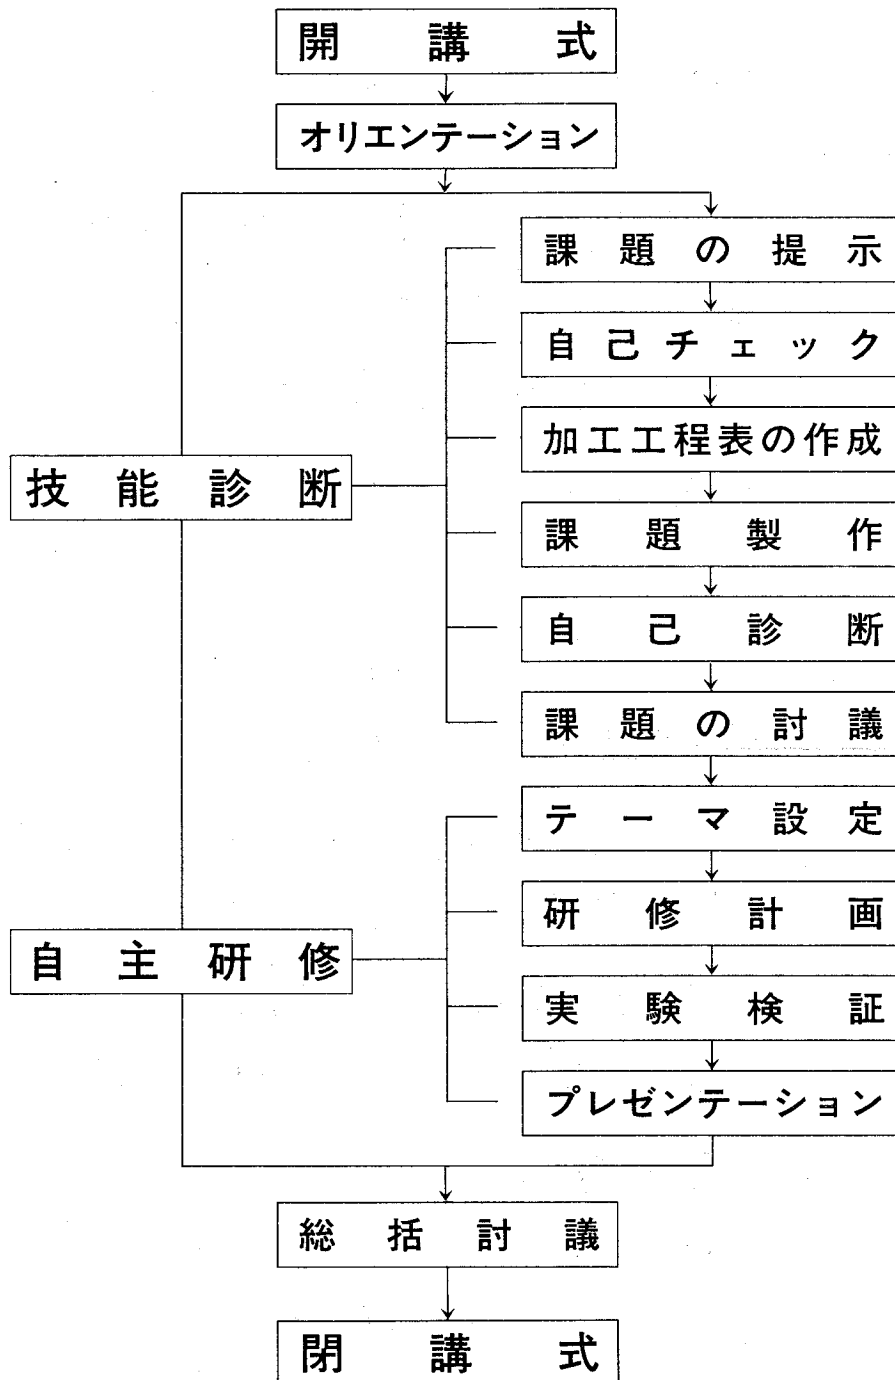 開講式
オリエンテーション
課題の提示
自己チェック
加工工程表の作成
技能診断
課題製作
自己診断
課題の討議
テーマ設定
研修計画
自主研修
実験検証
プレゼンテーション
総括討議
閉講式